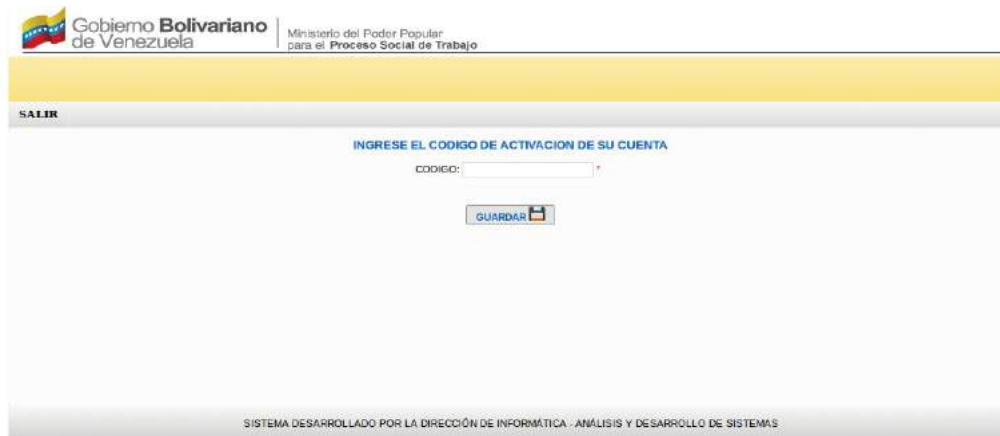 Gobierno Bolivariano
de Venezuela
Ministerio del Poder Popular
para el Proceso Social de Trabajo
SALIR
INGRESE EL CODIGO DE ACTIVACION DE SU CUENTA
CODIGO: *
GUARDAR
SISTEMA DESARROLLADO POR LA DIRECCIÓN DE INFORMÁTICA - ANÁLISIS Y DESARROLLO DE SISTEMAS